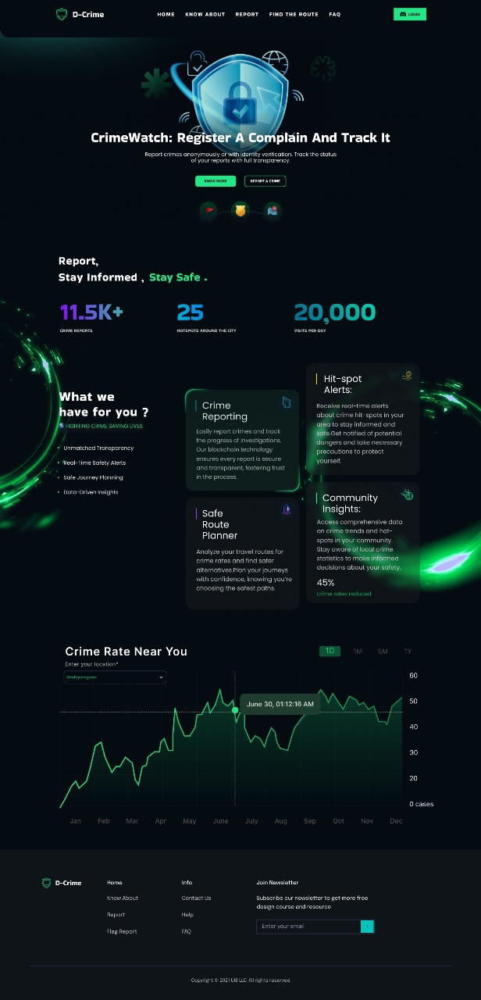 D-Crime
HOME KNOW ABOUT REPORT FIND THE ROUTE FAQ
LOGIN
CrimeWatch: Register A Complain And Track It
Report crimes anonymously or with identity verification. Track the status
of your reports with full transparency.
KNOW MORE
REPORT A CRIME
Report,
Stay Informed , Stay Safe .
11.5K+
CRIME REPORTS
25
HOTSPOTS AROUND THE CITY
20,000
VISITS PER DAY
What we
have for you ?
FIGHTING CRIME SAVING LIVES
Unmatched Transparency
Real-Time Safety Alerts
Safe Journey Planning
Data-Driven Insights
Crime
Reporting
Easily report crimes and track
the progress of investigations.
Our blockchain technology
ensures every report is secure
and transparent, fostering trust
in the process.
Safe
Route
Planner
Analyze your travel routes for
crime rates and find safer
alternatives.Plan your journeys
with confidence, knowing you're
choosing the safest paths.
Hit-spot
Alerts:
Receive real-time alerts
about crime hit-spots in your
area to stay informed and
safe.Get notified of potential
dangers and take necessary
precautions to protect
yourself.
Community
Insights:
Access comprehensive data
on crime trends and hot-
spots in your community.
Stay aware of local crime
statistics to make informed
decisions about your safety.
45%
crime rates reduced
Crime Rate Near You
1D 1M 6M 1Y
Enter your location*
Madhyamgram
June 30, 01:12:16 AM
60
50
40
30
20
0 cases
Jan Feb Mar Apr May June July Aug Sep Oct Nov Dec
D-Crime
Home
Know About
Report
Flag Report
Info
Contact Us
Help
FAQ
Join Newsletter
Subscribe our newsletter to get more free
design course and resource
Enter your email
Copyright © 2021 UI8 LLC. All rights reserved